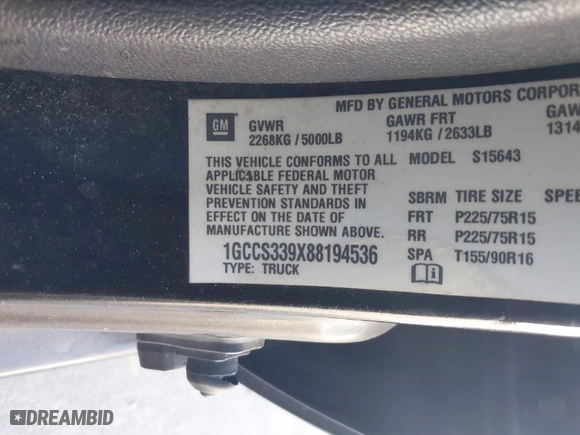 MFD BY GENERAL MOTORS CORPOR
GM GVWR GAWR FRT GAW
2268KG / 5000LB 1194KG / 2633LB 1314
THIS VEHICLE CONFORMS TO ALL MODEL S15643
APPLICABLE FEDERAL MOTOR
VEHICLE SAFETY AND THEFT SBRM TIRE SIZE SPEE
PREVENTION STANDARDS IN
EFFECT ON THE DATE OF FRT P225/75R15
MANUFACTURE SHOWN ABOVE. RR P225/75R15
1GCCS339X88194536 SPA T155/90R16
TYPE: TRUCK
DREAMBID